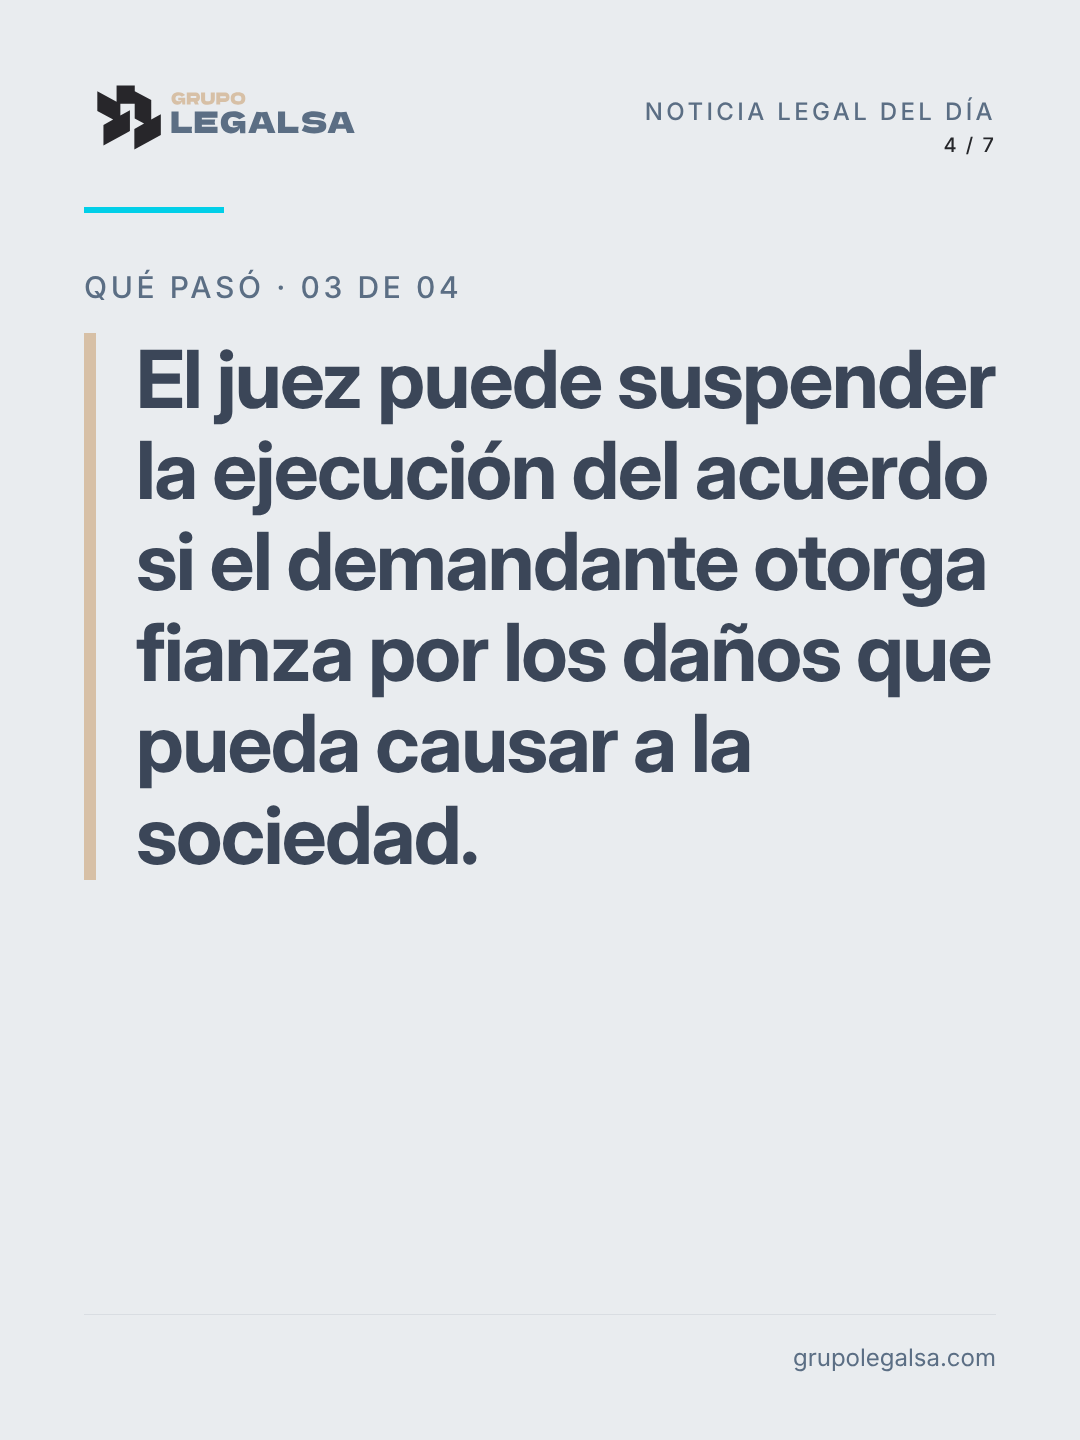 GRUPO
LEGALSA
NOTICIA LEGAL DEL DÍA
4 / 7
QUÉ PASÓ · 03 DE 04
El juez puede suspender
la ejecución del acuerdo
si el demandante otorga
fianza por los daños que
pueda causar a la
sociedad.
grupolegalsa.com